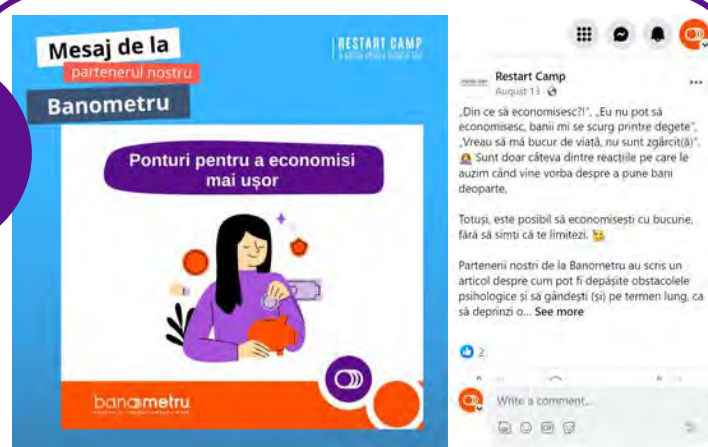 Mesaj de la
partenerul nostru
Banometru
RESTART CAMP
Ponturi pentru a economisi
mai ușor
banometru
Restart Camp
August 13 ·
„Din ce să economisesc?!”, „Eu nu pot să
economisesc, banii mi se scurg printre degete”,
„Vreau să mă bucur de viață, nu sunt zgârcit(ă)”.
Sunt doar câteva dintre reacțiile pe care le
auzim când vine vorba despre a pune bani
deoparte.
Totuși, este posibil să economisești cu bucurie,
fără să simți că te limitezi.
Partenerii nostri de la Banometru au scris un
articol despre cum pot fi depășite obstacolele
psihologice și să gândești (și) pe termen lung, ca
să deprinzi o... See more
2
Write a comment...